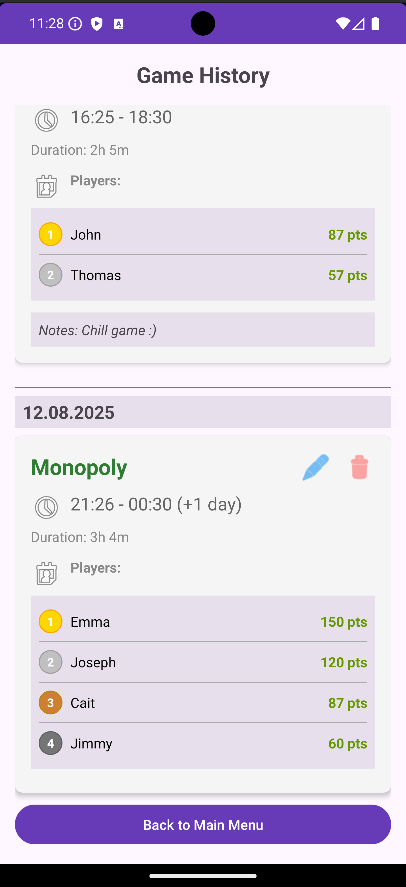 11:28
Game History
16:25 - 18:30
Duration: 2h 5m
Players:
1 John 87 pts
2 Thomas 57 pts
Notes: Chill game :)
12.08.2025
Monopoly
21:26 - 00:30 (+1 day)
Duration: 3h 4m
Players:
1 Emma 150 pts
2 Joseph 120 pts
3 Cait 87 pts
4 Jimmy 60 pts
Back to Main Menu